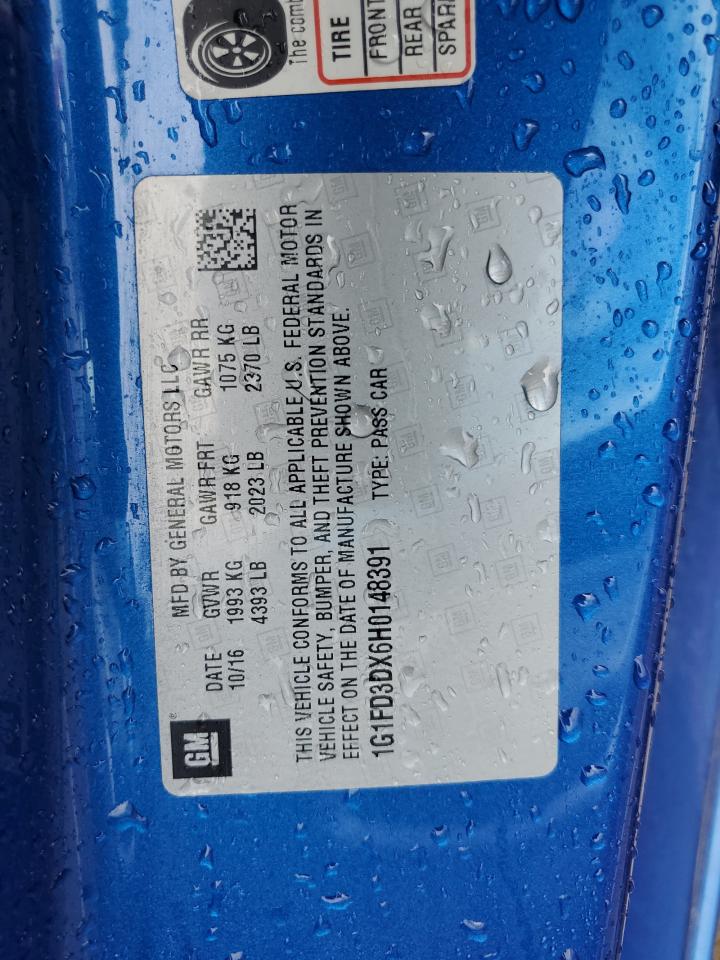 The comb
TIRE
FRONT
REAR
GM
MFD BY GENERAL MOTORS LLC
DATE GVWR GAWR FRT GAWR RR
10/16 1993 KG 918 KG 1075 KG
4393 LB 2023 LB 2370 LB
THIS VEHICLE CONFORMS TO ALL APPLICABLE U.S. FEDERAL MOTOR
VEHICLE SAFETY, BUMPER, AND THEFT PREVENTION STANDARDS IN
EFFECT ON THE DATE OF MANUFACTURE SHOWN ABOVE.
1G1FD3DX6H0148391 TYPE: PASS CAR